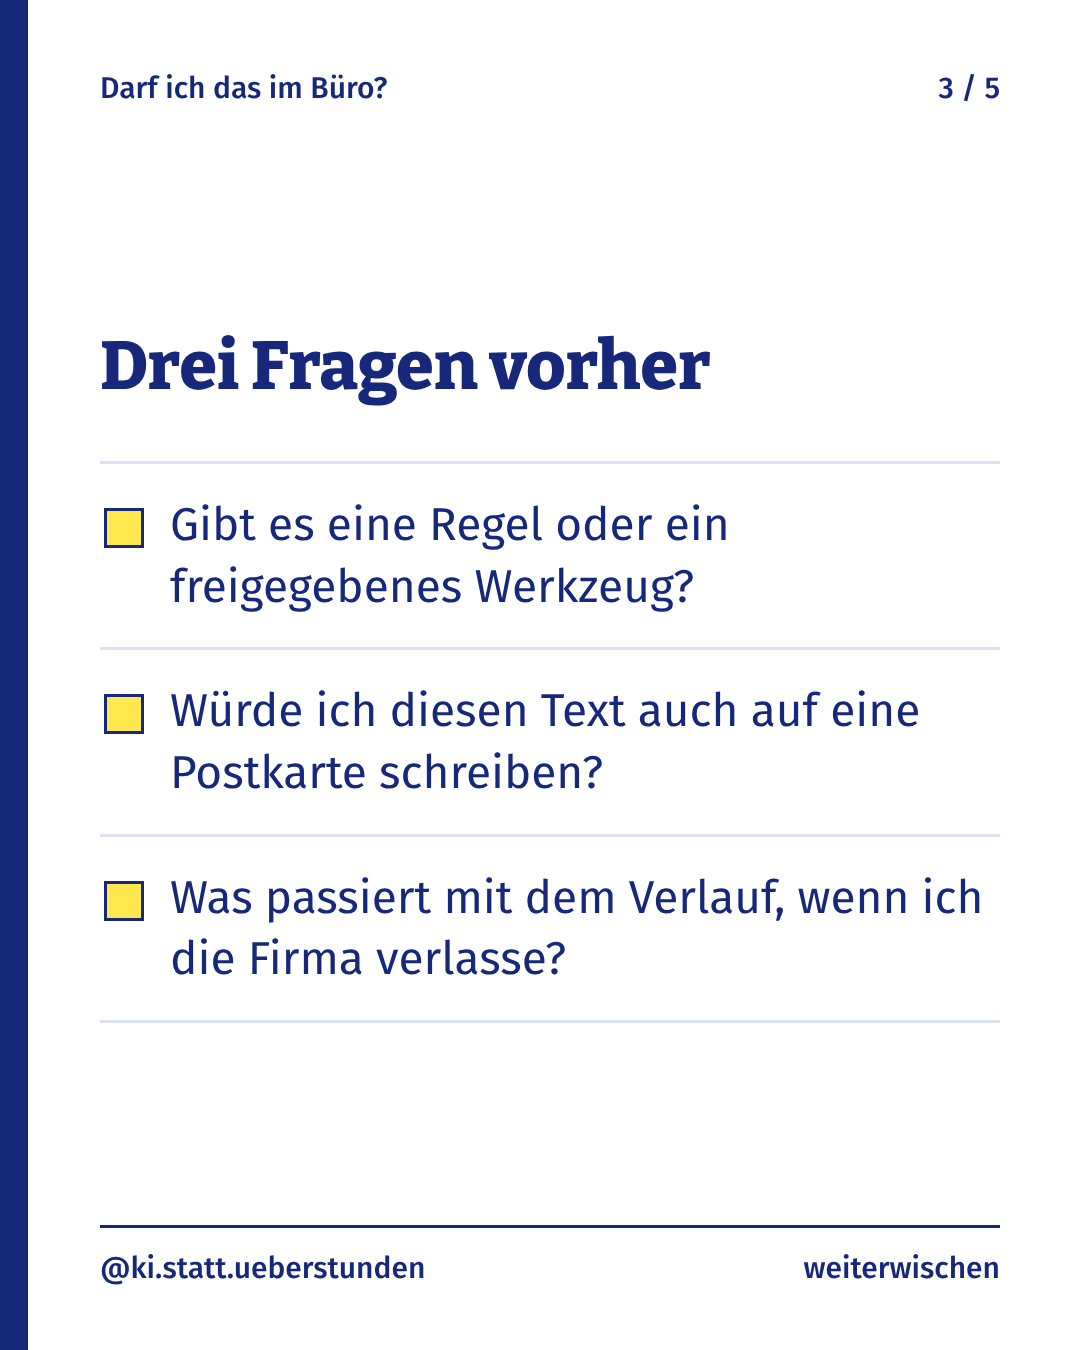 Darf ich das im Büro?
3 / 5
Drei Fragen vorher
Gibt es eine Regel oder ein
freigegebenes Werkzeug?
Würde ich diesen Text auch auf eine
Postkarte schreiben?
Was passiert mit dem Verlauf, wenn ich
die Firma verlasse?
@ki.statt.ueberstunden
weiterwischen